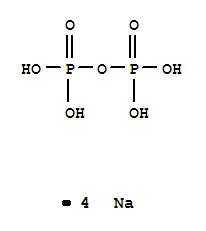 O O
HO P O P OH
OH OH
= 4 Na